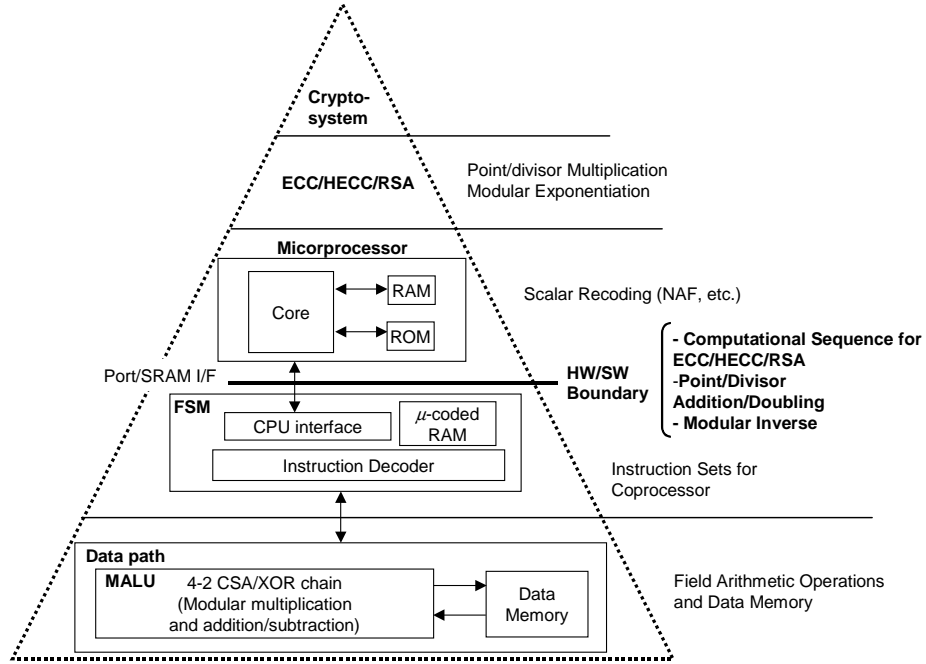 Crypto-
system
ECC/HECC/RSA
Point/divisor Multiplication
Modular Exponentiation
Micorprocessor
Core
RAM
ROM
Scalar Recoding (NAF, etc.)
Port/SRAM I/F
HW/SW
Boundary
- Computational Sequence for
ECC/HECC/RSA
-Point/Divisor
Addition/Doubling
- Modular Inverse
FSM
CPU interface
μ-coded
RAM
Instruction Decoder
Instruction Sets for
Coprocessor
Data path
MALU
4-2 CSA/XOR chain
(Modular multiplication
and addition/subtraction)
Data
Memory
Field Arithmetic Operations
and Data Memory